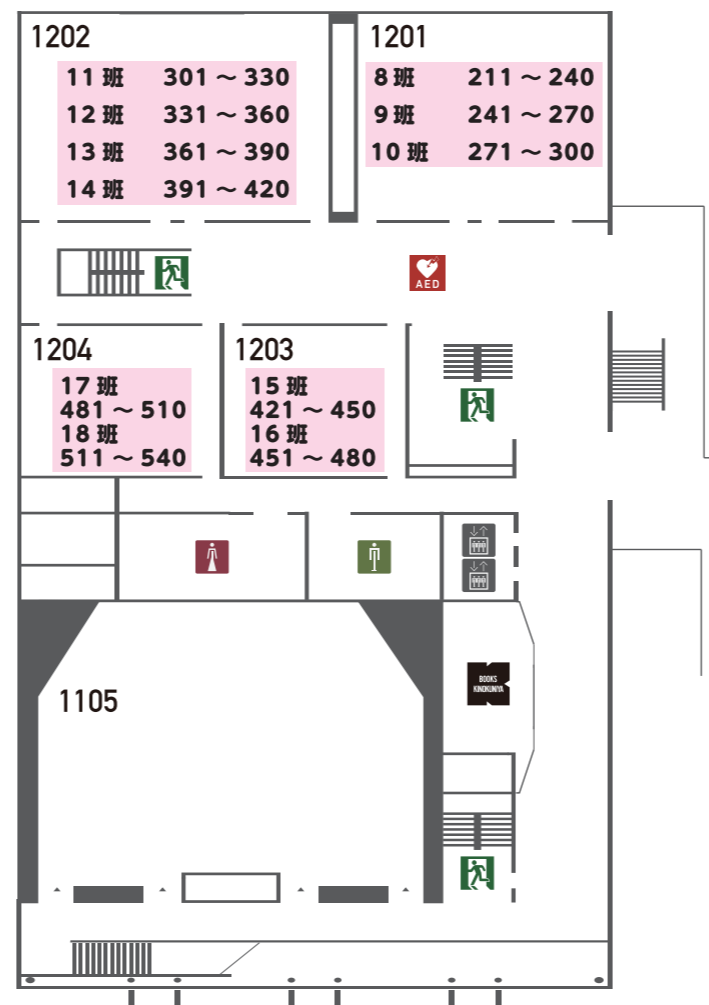 1202
11 班 301 ～ 330
12 班 331 ～ 360
13 班 361 ～ 390
14 班 391 ～ 420
1201
8 班 211 ～ 240
9 班 241 ～ 270
10 班 271 ～ 300
AED
1204
17 班
481 ～ 510
18 班
511 ～ 540
1203
15 班
421 ～ 450
16 班
451 ～ 480
1105
BOOKS
KINOKUNIYA